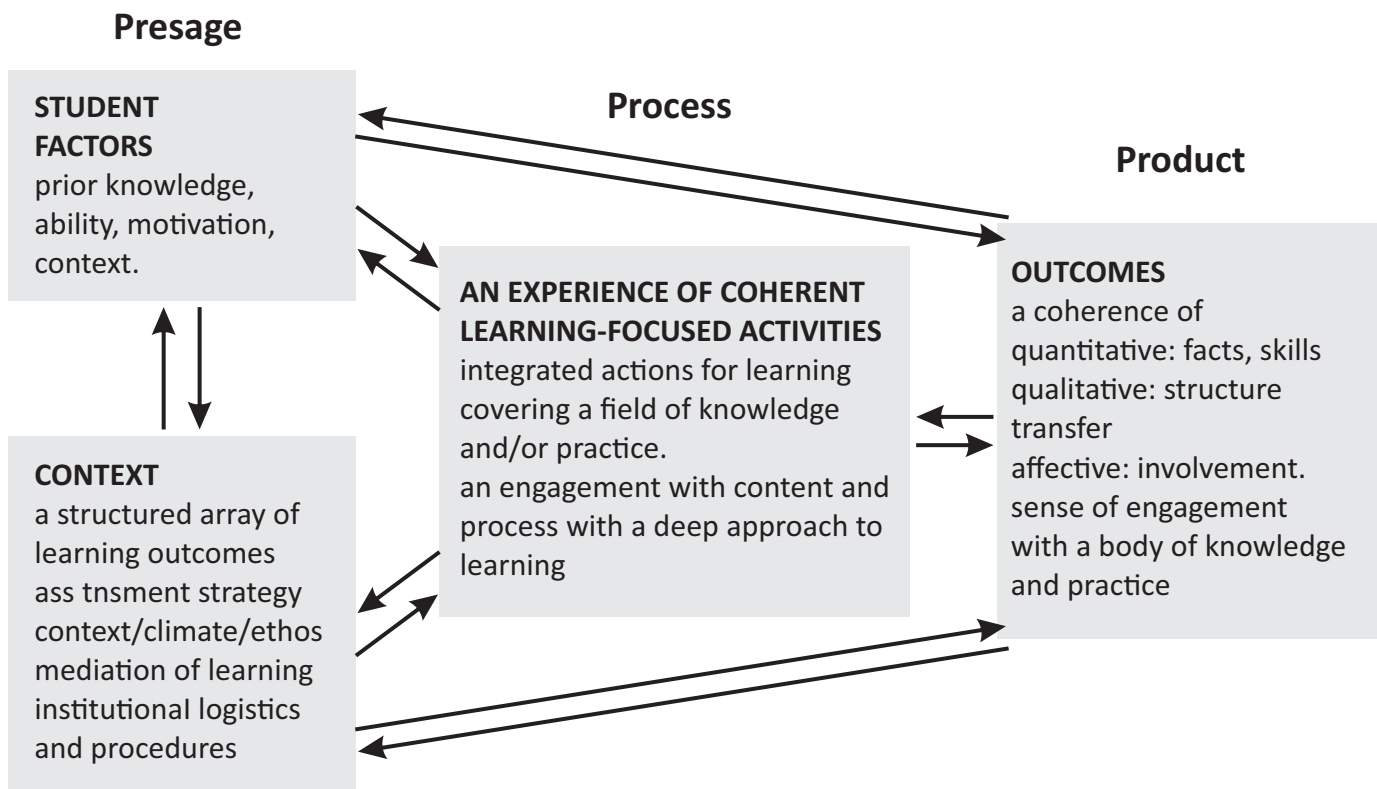 Presage
STUDENT
FACTORS
prior knowledge,
ability, motivation,
context.
CONTEXT
a structured array of
learning outcomes
ass tnsment strategy
context/climate/ethos
mediation of learning
institutional logistics
and procedures
Process
AN EXPERIENCE OF COHERENT
LEARNING-FOCUSED ACTIVITIES
integrated actions for learning
covering a field of knowledge
and/or practice.
an engagement with content and
process with a deep approach to
learning
Product
OUTCOMES
a coherence of
quantitative: facts, skills
qualitative: structure
transfer
affective: involvement.
sense of engagement
with a body of knowledge
and practice